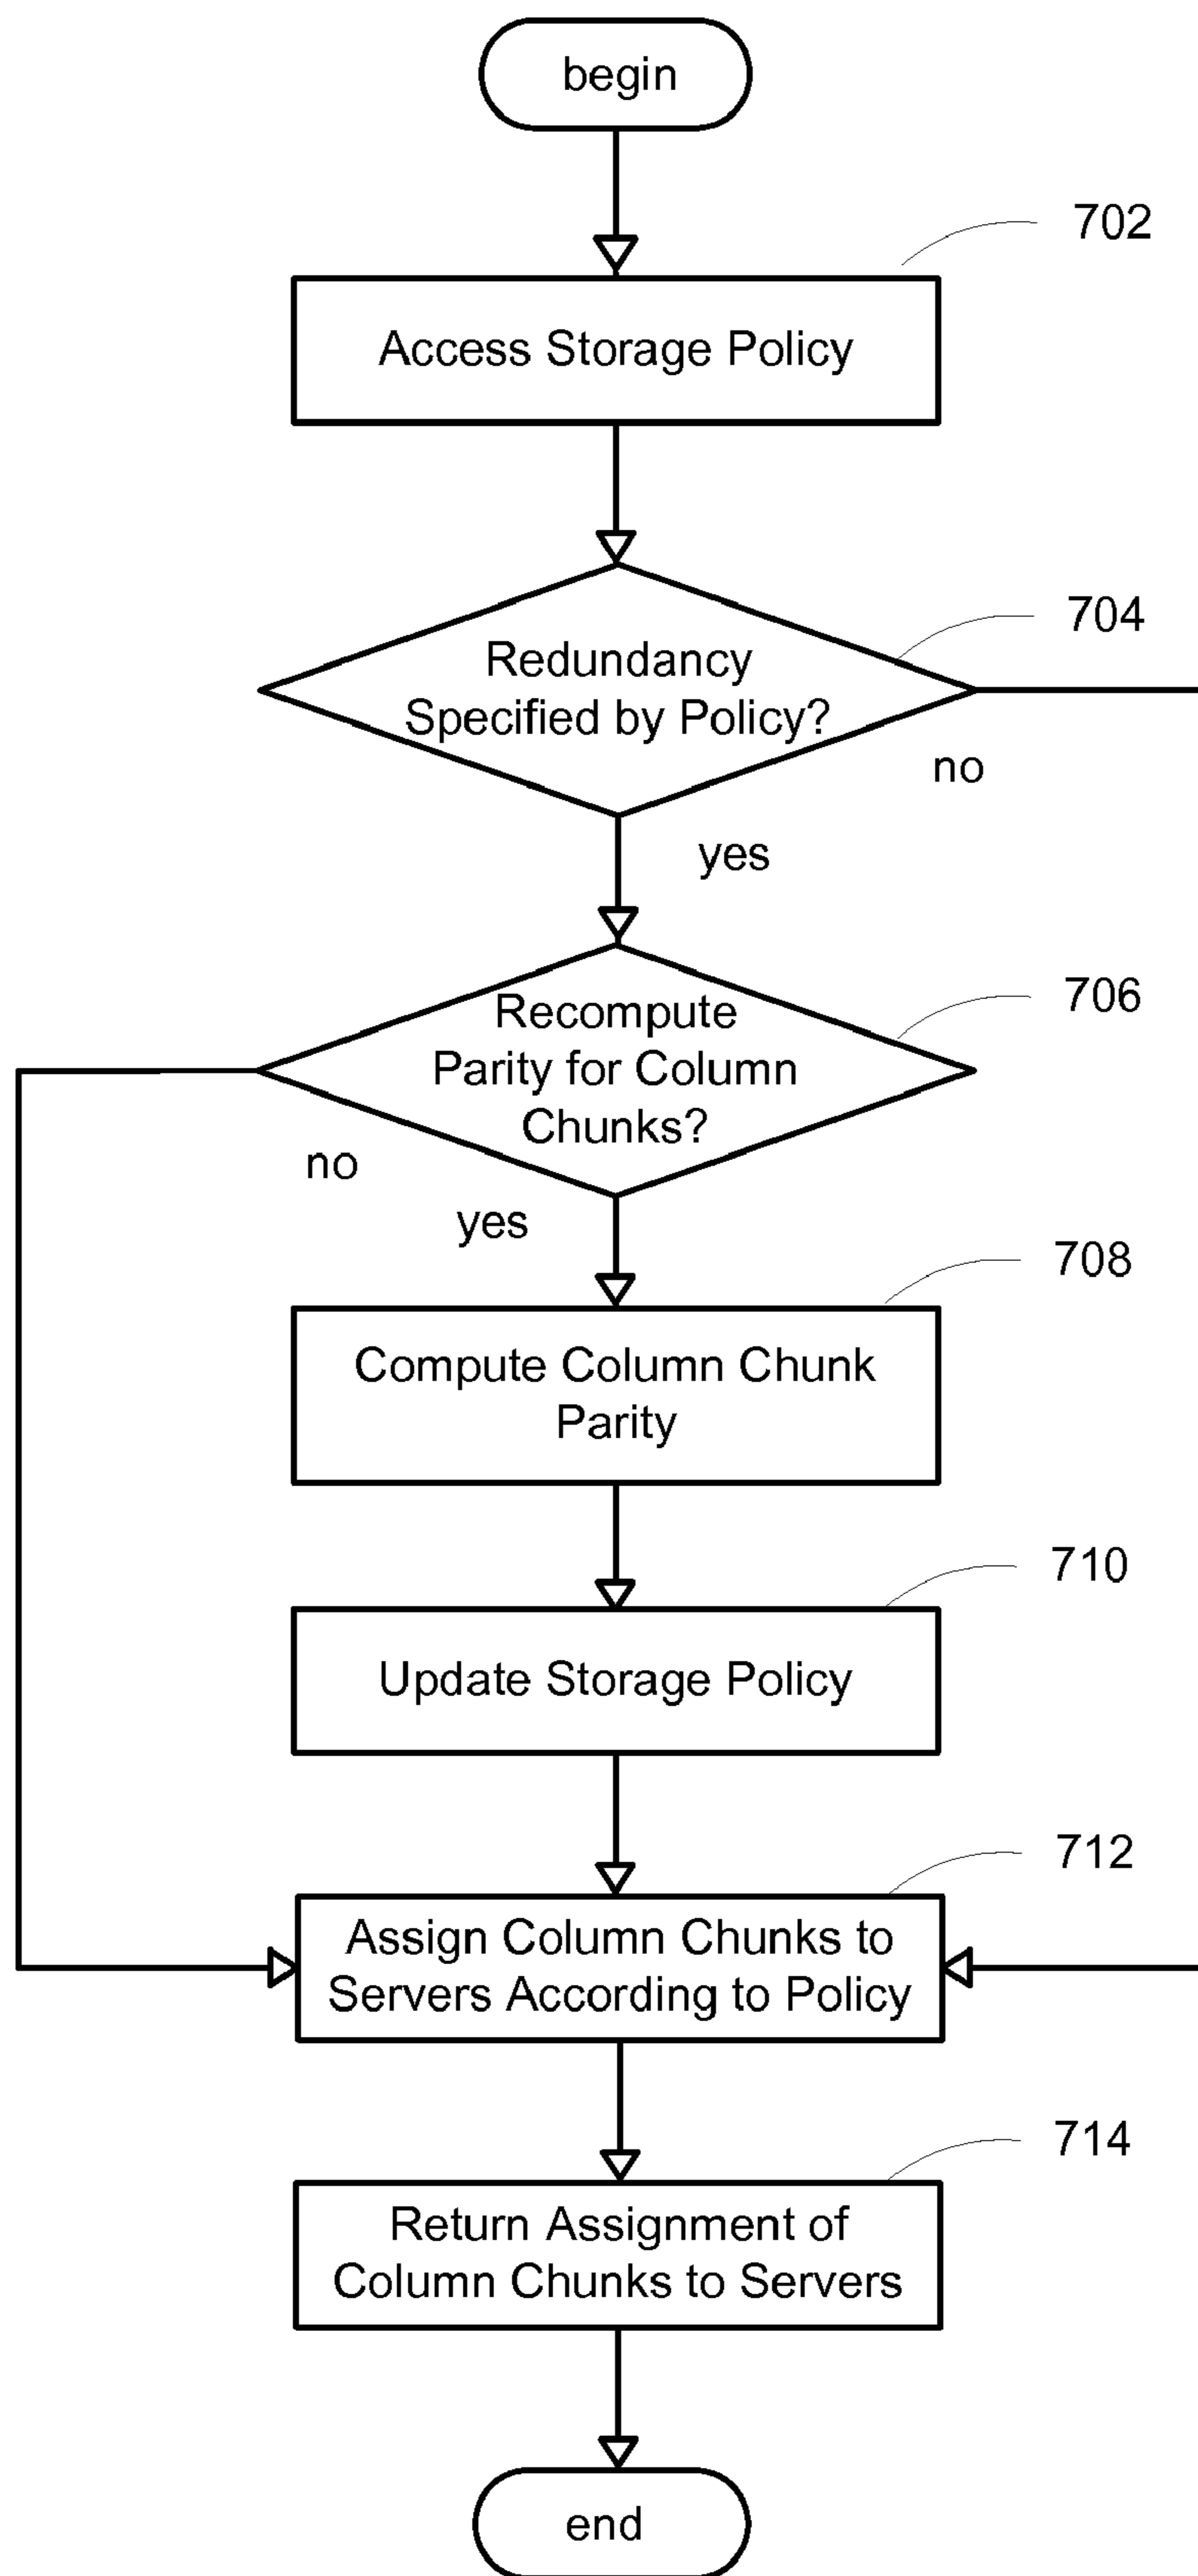 begin
702
Access Storage Policy
704
Redundancy
Specified by Policy?
no
yes
706
Recompute
Parity for Column
Chunks?
no
yes
708
Compute Column Chunk
Parity
710
Update Storage Policy
712
Assign Column Chunks to
Servers According to Policy
714
Return Assignment of
Column Chunks to Servers
end